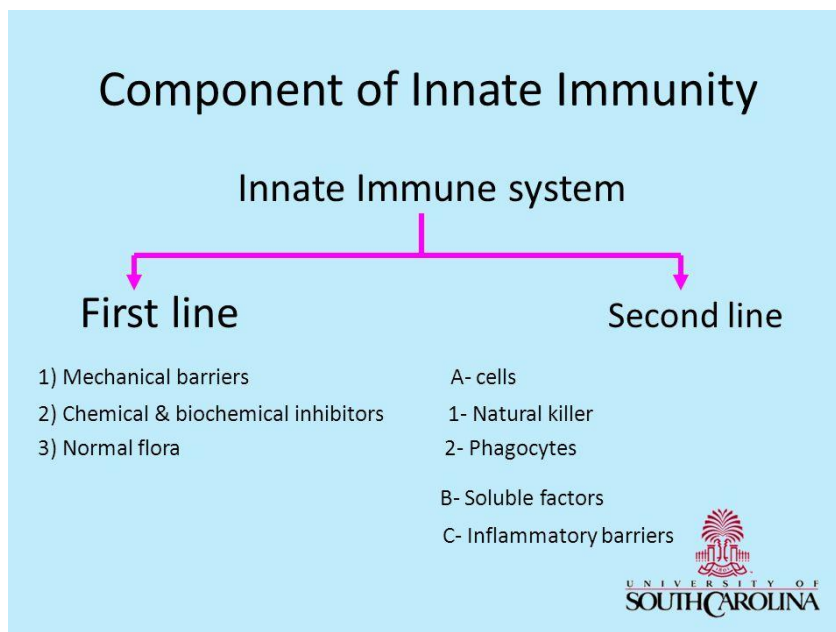 Component of Innate Immunity
Innate Immune system
First line
1) Mechanical barriers
2) Chemical & biochemical inhibitors
3) Normal flora
Second line
A- cells
1- Natural killer
2- Phagocytes
B- Soluble factors
C- Inflammatory barriers
UNIVERSITY OF
SOUTH CAROLINA